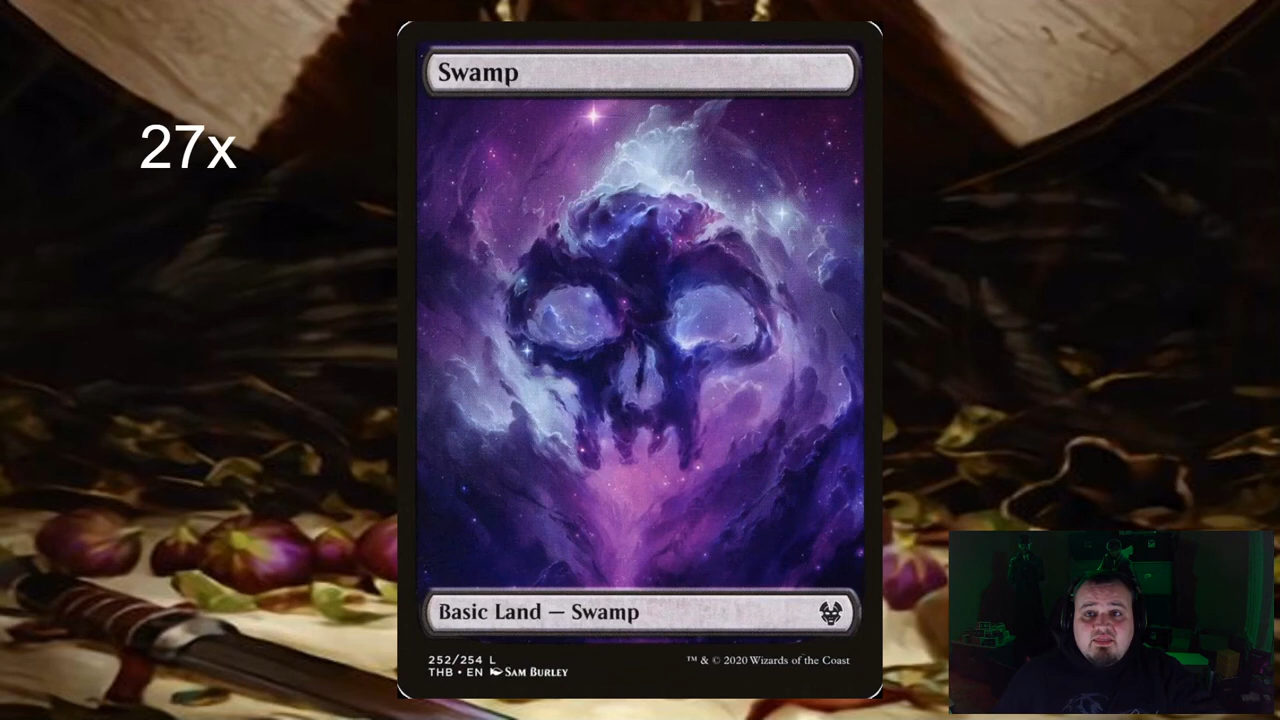 27x
Swamp
Basic Land — Swamp
252/254 L
THB • EN SAM BURLEY
™ & © 2020 Wizards of the Coast